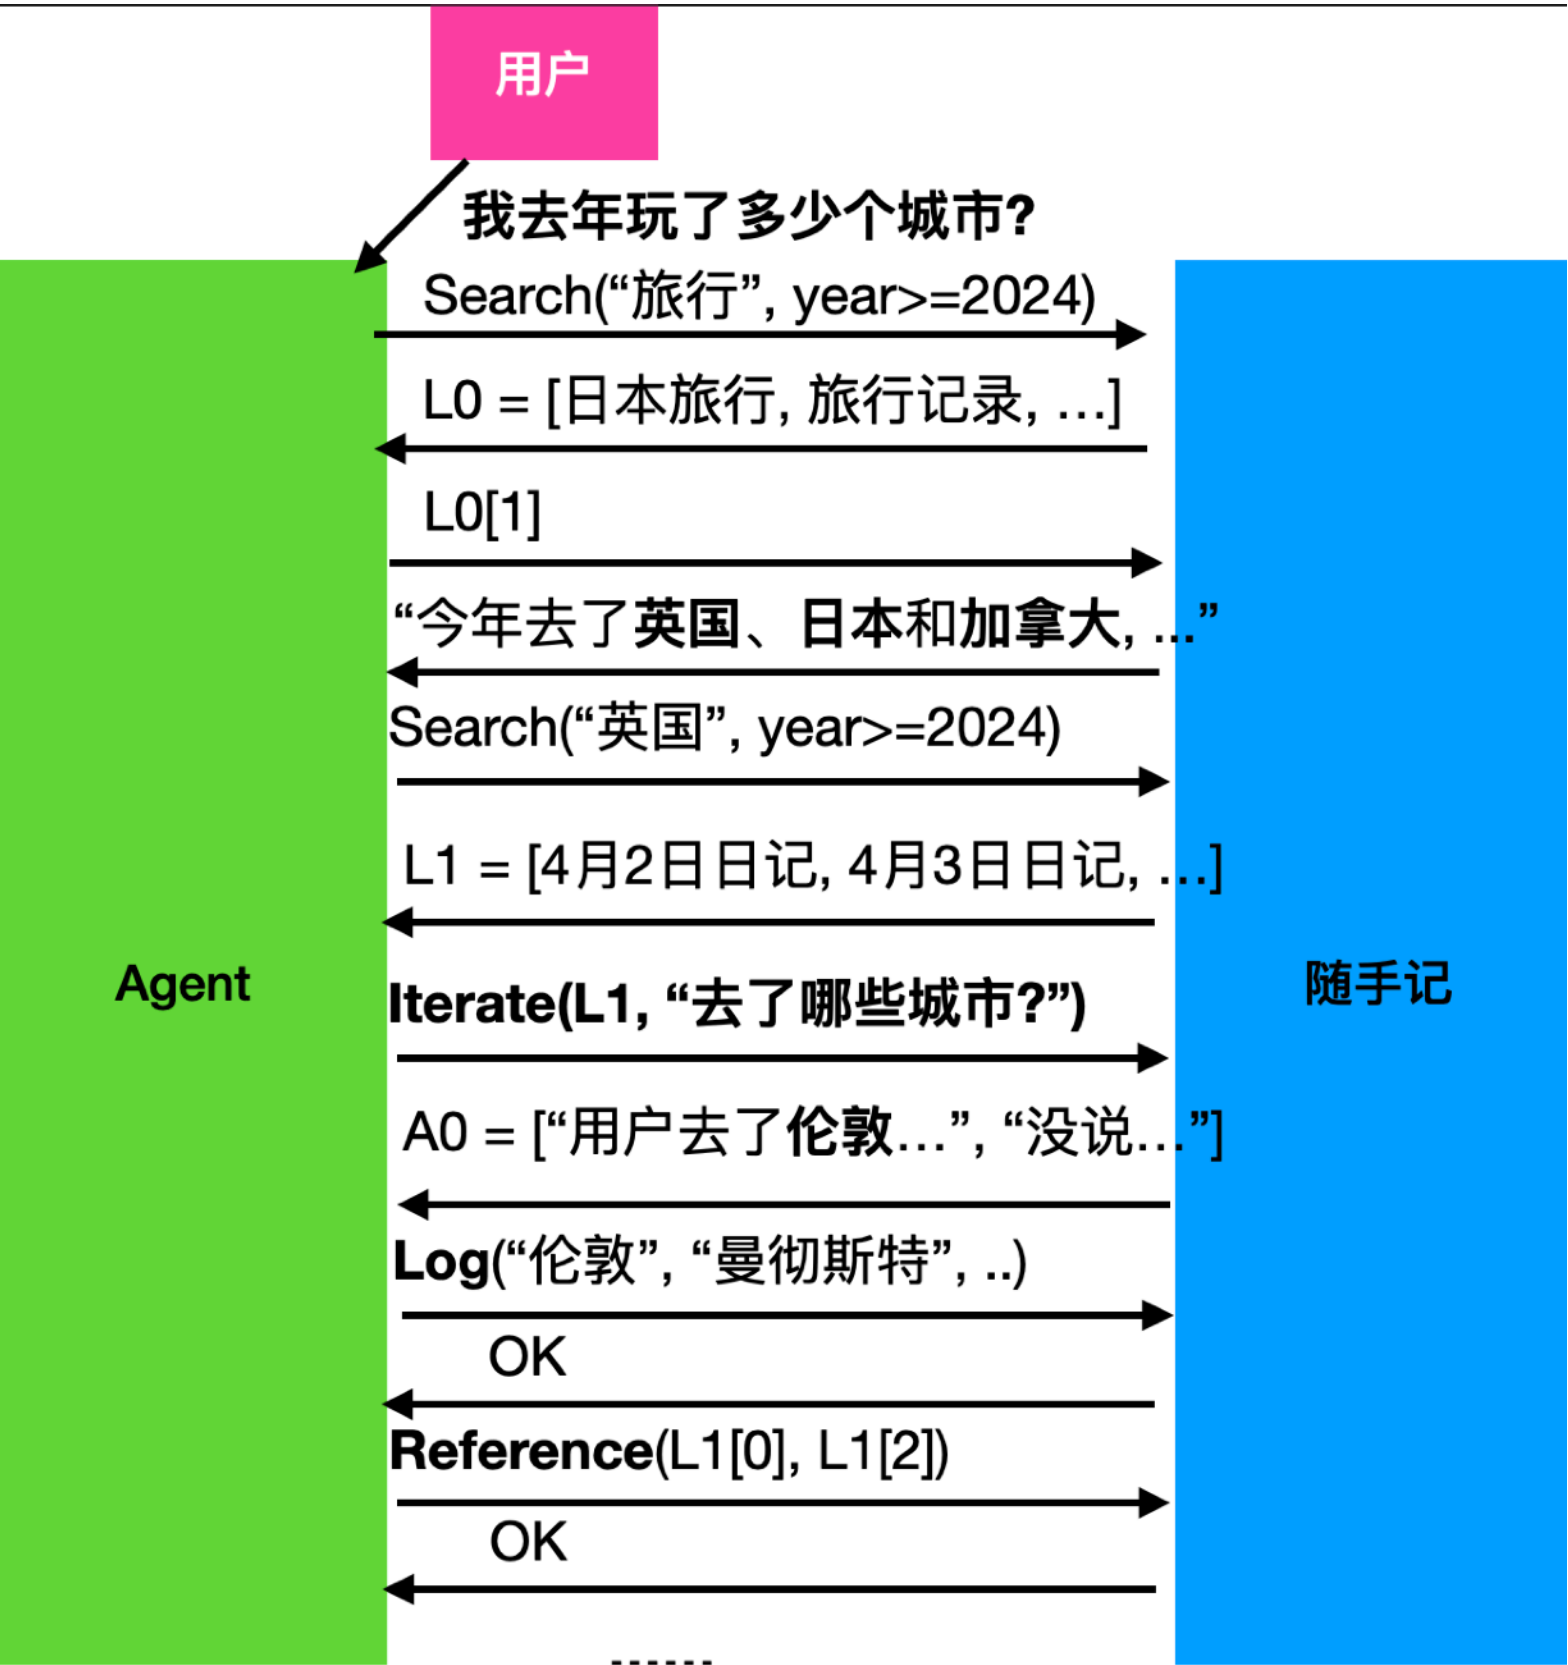 用户
我去年玩了多少个城市?
Search(“旅行”, year>=2024)
L0 = [日本旅行, 旅行记录, …]
L0[1]
“今年去了英国、日本和加拿大, …”
Search(“英国”, year>=2024)
L1 = [4月2日日记, 4月3日日记, …]
Agent
随手记
Iterate(L1, “去了哪些城市?”)
A0 = [“用户去了伦敦…”, “没说…”]
Log(“伦敦”, “曼彻斯特”, ..)
OK
Reference(L1[0], L1[2])
OK
……